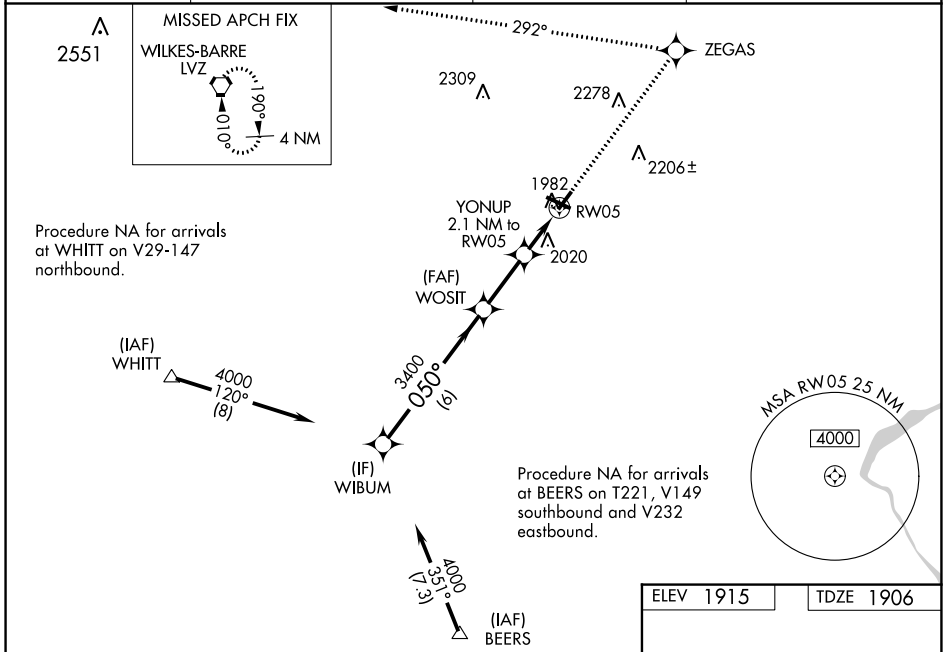 2551
MISSED APCH FIX
WILKES-BARRE
LVZ
190°
010°
4 NM
292°
ZEGAS
2309
2278
2206±
1982
RW05
YONUP
2.1 NM to
RW05
2020
Procedure NA for arrivals
at WHITT on V29-147
northbound.
(FAF)
WOSIT
(IAF)
WHITT
4000
120°
(8)
3400
050°
(6)
(IF)
WIBUM
MSA RW05 25 NM
4000
Procedure NA for arrivals
at BEERS on T221, V149
southbound and V232
eastbound.
4000
351°
(7.3)
(IAF)
BEERS
ELEV 1915
TDZE 1906